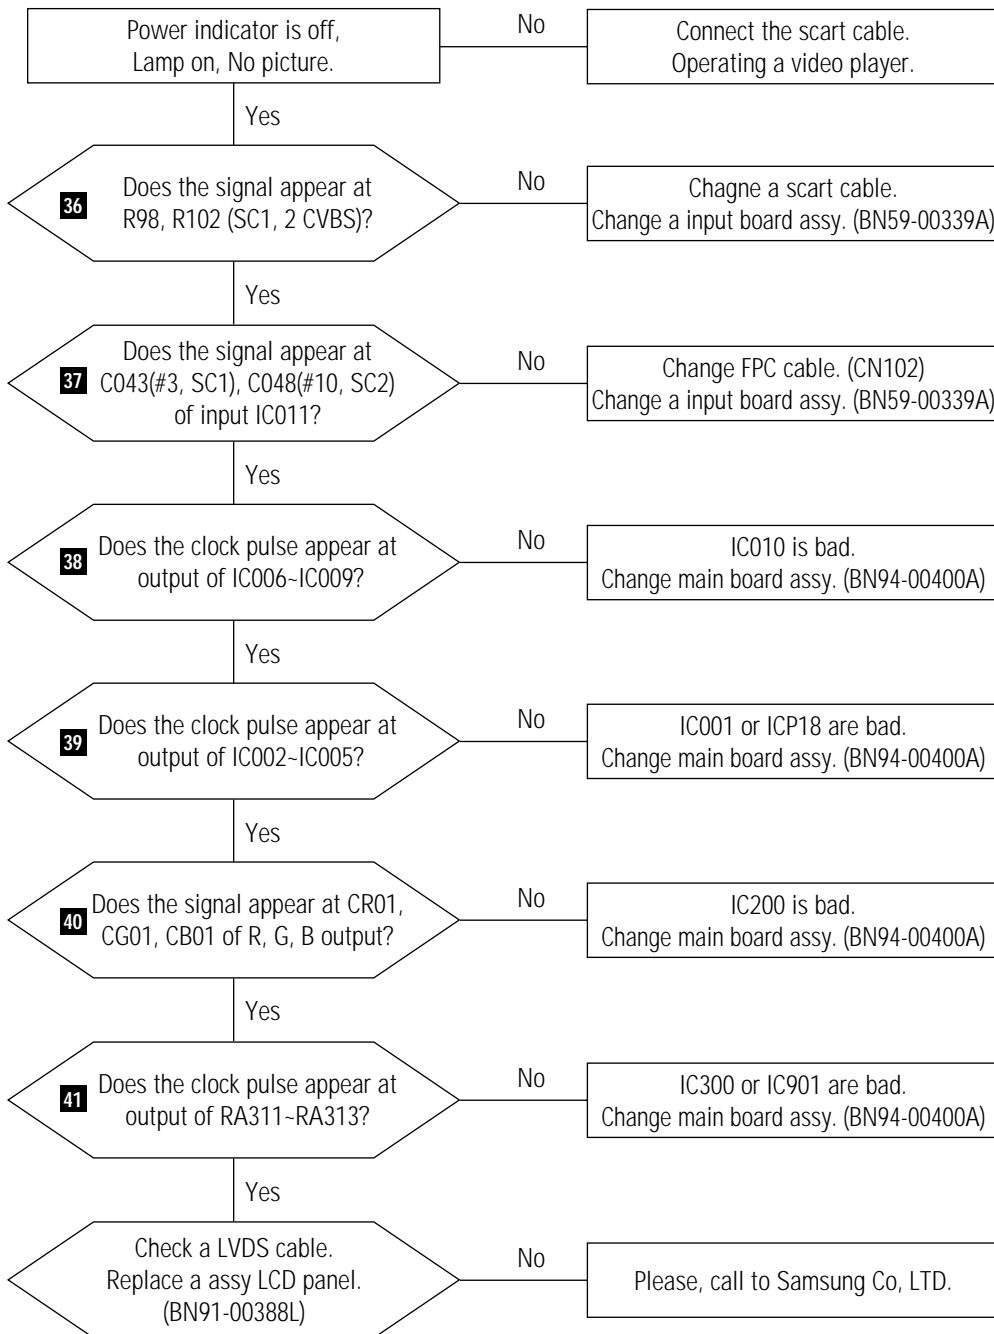 Power indicator is off,
Lamp on, No picture.
No
Connect the scart cable.
Operating a video player.
Yes
36
Does the signal appear at
R98, R102 (SC1, 2 CVBS)?
No
Chagne a scart cable.
Change a input board assy. (BN59-00339A)
Yes
37
Does the signal appear at
C043(#3, SC1), C048(#10, SC2)
of input IC011?
No
Change FPC cable. (CN102)
Change a input board assy. (BN59-00339A)
Yes
38
Does the clock pulse appear at
output of IC006~IC009?
No
IC010 is bad.
Change main board assy. (BN94-00400A)
Yes
39
Does the clock pulse appear at
output of IC002~IC005?
No
IC001 or ICP18 are bad.
Change main board assy. (BN94-00400A)
Yes
40
Does the signal appear at CR01,
CG01, CB01 of R, G, B output?
No
IC200 is bad.
Change main board assy. (BN94-00400A)
Yes
41
Does the clock pulse appear at
output of RA311~RA313?
No
IC300 or IC901 are bad.
Change main board assy. (BN94-00400A)
Yes
Check a LVDS cable.
Replace a assy LCD panel.
(BN91-00388L)
No
Please, call to Samsung Co, LTD.